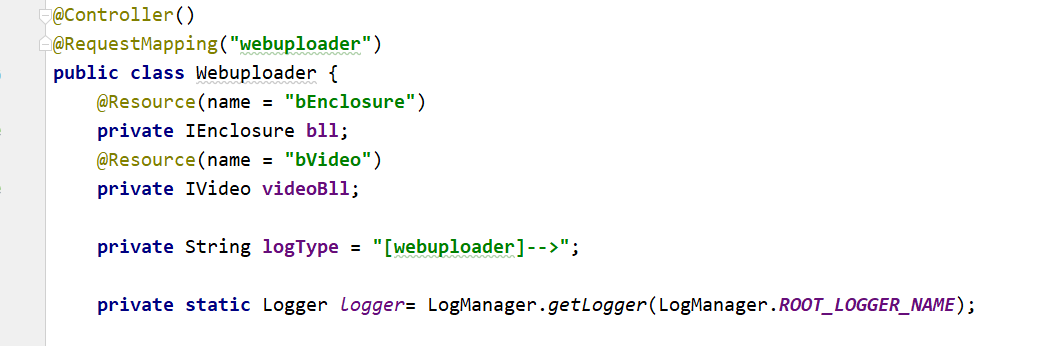 @Controller()
@RequestMapping("webuploader")
public class Webuploader {
@Resource(name = "bEnclosure")
private IEnclosure bll;
@Resource(name = "bVideo")
private IVideo videoBll;
private String logType = "[webuploader]-->";
private static Logger logger= LogManager.getLogger(LogManager.ROOT_LOGGER_NAME);